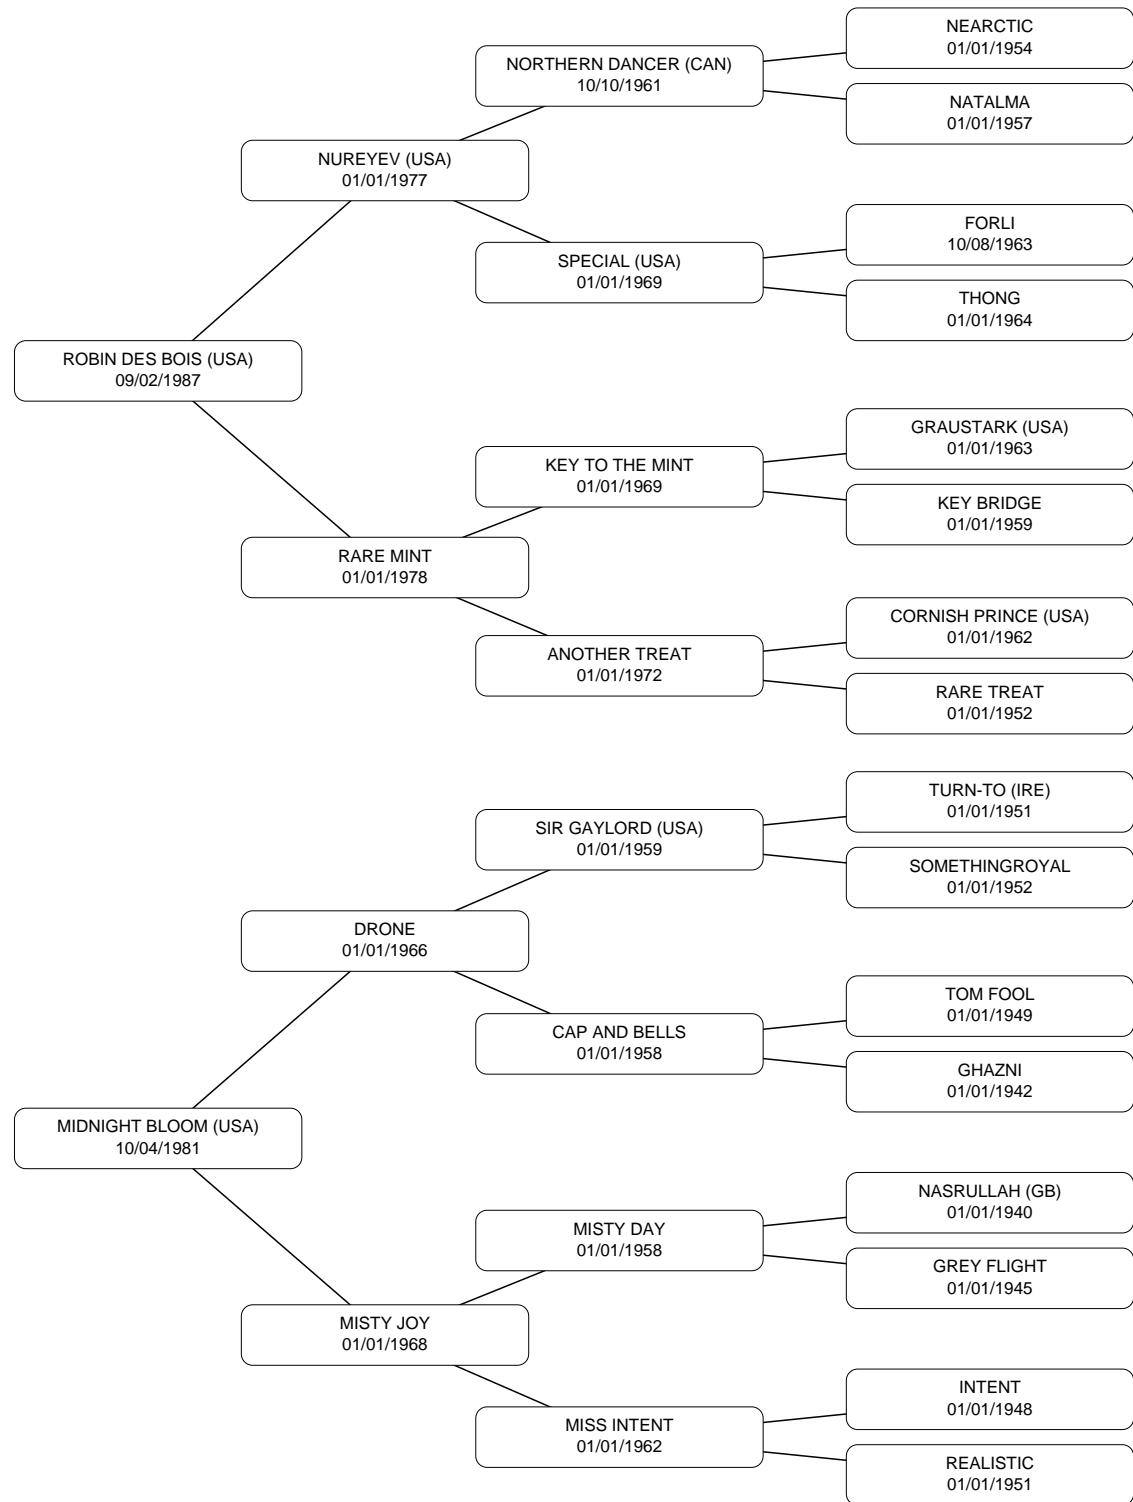 NEARCTIC
01/01/1954
NORTHERN DANCER (CAN)
10/10/1961
NATALMA
01/01/1957
NUREYEV (USA)
01/01/1977
FORLI
10/08/1963
SPECIAL (USA)
01/01/1969
THONG
01/01/1964
ROBIN DES BOIS (USA)
09/02/1987
GRAUSTARK (USA)
01/01/1963
KEY TO THE MINT
01/01/1969
KEY BRIDGE
01/01/1959
RARE MINT
01/01/1978
CORNISH PRINCE (USA)
01/01/1962
ANOTHER TREAT
01/01/1972
RARE TREAT
01/01/1952
TURN-TO (IRE)
01/01/1951
SIR GAYLORD (USA)
01/01/1959
SOMETHINGROYAL
01/01/1952
DRONE
01/01/1966
TOM FOOL
01/01/1949
CAP AND BELLS
01/01/1958
GHAZNI
01/01/1942
MIDNIGHT BLOOM (USA)
10/04/1981
NASRULLAH (GB)
01/01/1940
MISTY DAY
01/01/1958
GREY FLIGHT
01/01/1945
MISTY JOY
01/01/1968
INTENT
01/01/1948
MISS INTENT
01/01/1962
REALISTIC
01/01/1951